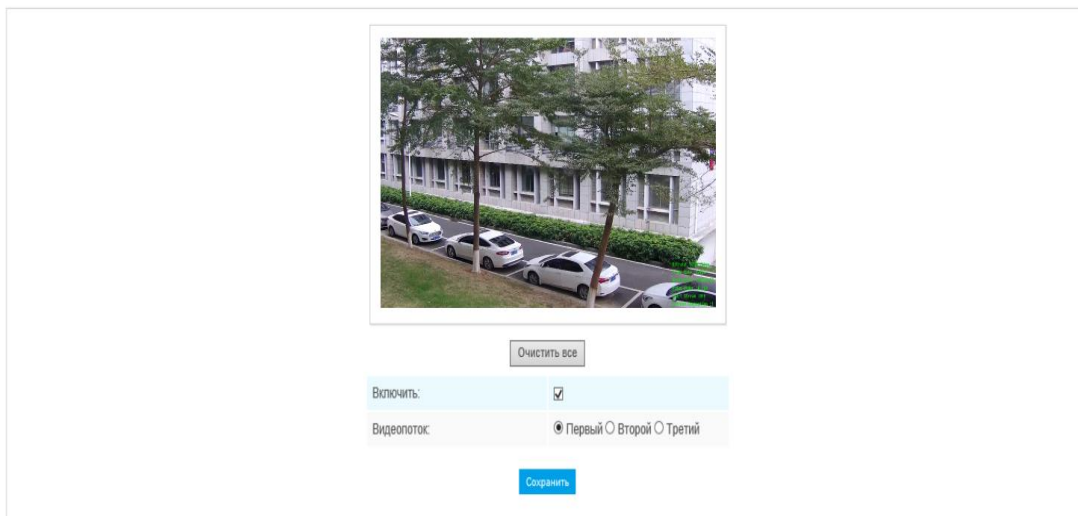 Очистить все
Включить:
Видеопоток: Первый Второй Третий
Сохранить